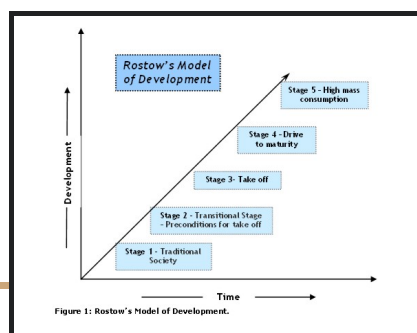 Rostow's Model
of Development
Stage 5 - High mass
consumption
Stage 4 - Drive
to maturity
Stage 3- Take off
Stage 2 - Transitional Stage
- Preconditions for take off
Stage 1 - Traditional
Society
Development
Time
Figure 1: Rostow's Model of Development.